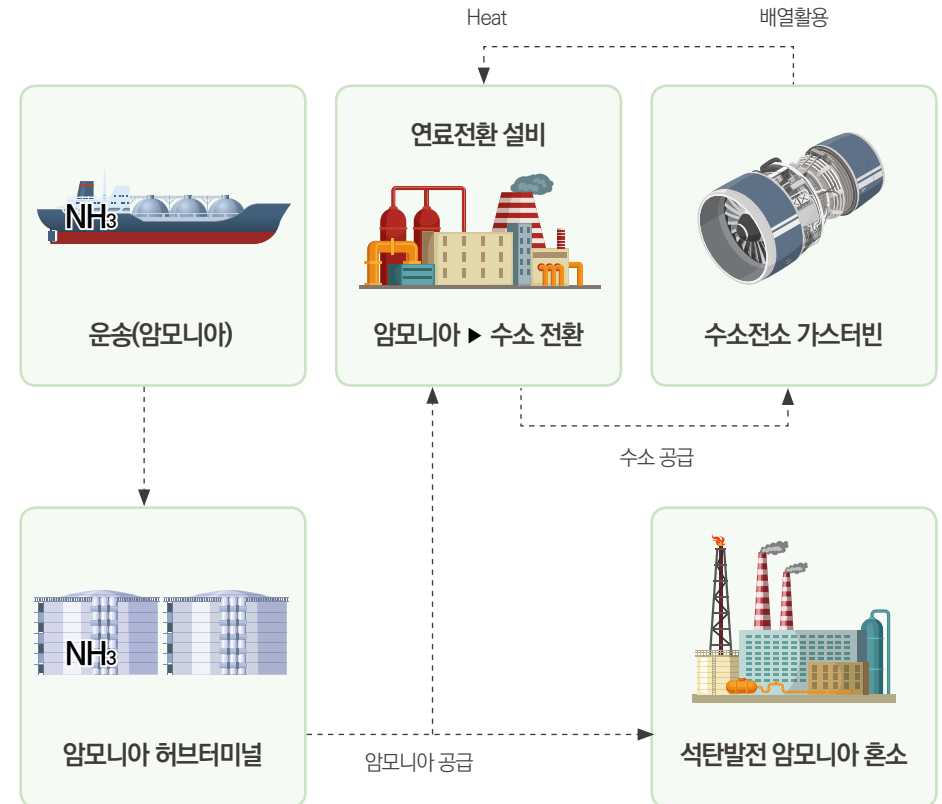 Heat
배열활용
연료전환 설비
NH3
운송(암모니아)
암모니아 ▶ 수소 전환
수소전소 가스터빈
수소 공급
NH3
암모니아 허브터미널
암모니아 공급
석탄발전 암모니아 혼소